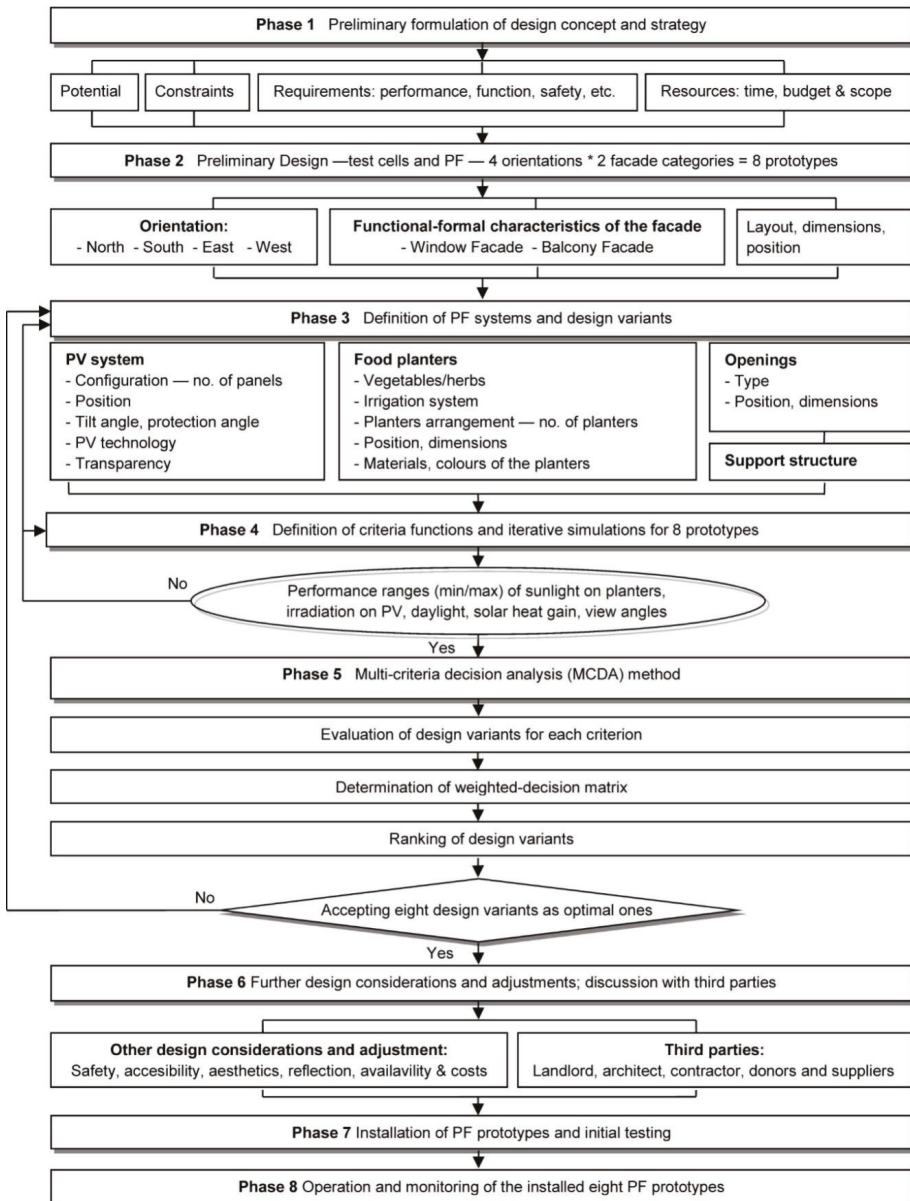 Phase 1 Preliminary formulation of design concept and strategy
Potential
Constraints
Requirements: performance, function, safety, etc.
Resources: time, budget & scope
Phase 2 Preliminary Design —test cells and PF — 4 orientations * 2 facade categories = 8 prototypes
Orientation:
- North - South - East - West
Functional-formal characteristics of the facade
- Window Facade - Balcony Facade
Layout, dimensions,
position
Phase 3 Definition of PF systems and design variants
PV system
- Configuration — no. of panels
- Position
- Tilt angle, protection angle
- PV technology
- Transparency
Food planters
- Vegetables/herbs
- Irrigation system
- Planters arrangement — no. of planters
- Position, dimensions
- Materials, colours of the planters
Openings
- Type
- Position, dimensions
Support structure
Phase 4 Definition of criteria functions and iterative simulations for 8 prototypes
No
Performance ranges (min/max) of sunlight on planters,
irradiation on PV, daylight, solar heat gain, view angles
Yes
Phase 5 Multi-criteria decision analysis (MCDA) method
Evaluation of design variants for each criterion
Determination of weighted-decision matrix
Ranking of design variants
No
Accepting eight design variants as optimal ones
Yes
Phase 6 Further design considerations and adjustments; discussion with third parties
Other design considerations and adjustment:
Safety, accesibility, aesthetics, reflection, availavility & costs
Third parties:
Landlord, architect, contractor, donors and suppliers
Phase 7 Installation of PF prototypes and initial testing
Phase 8 Operation and monitoring of the installed eight PF prototypes